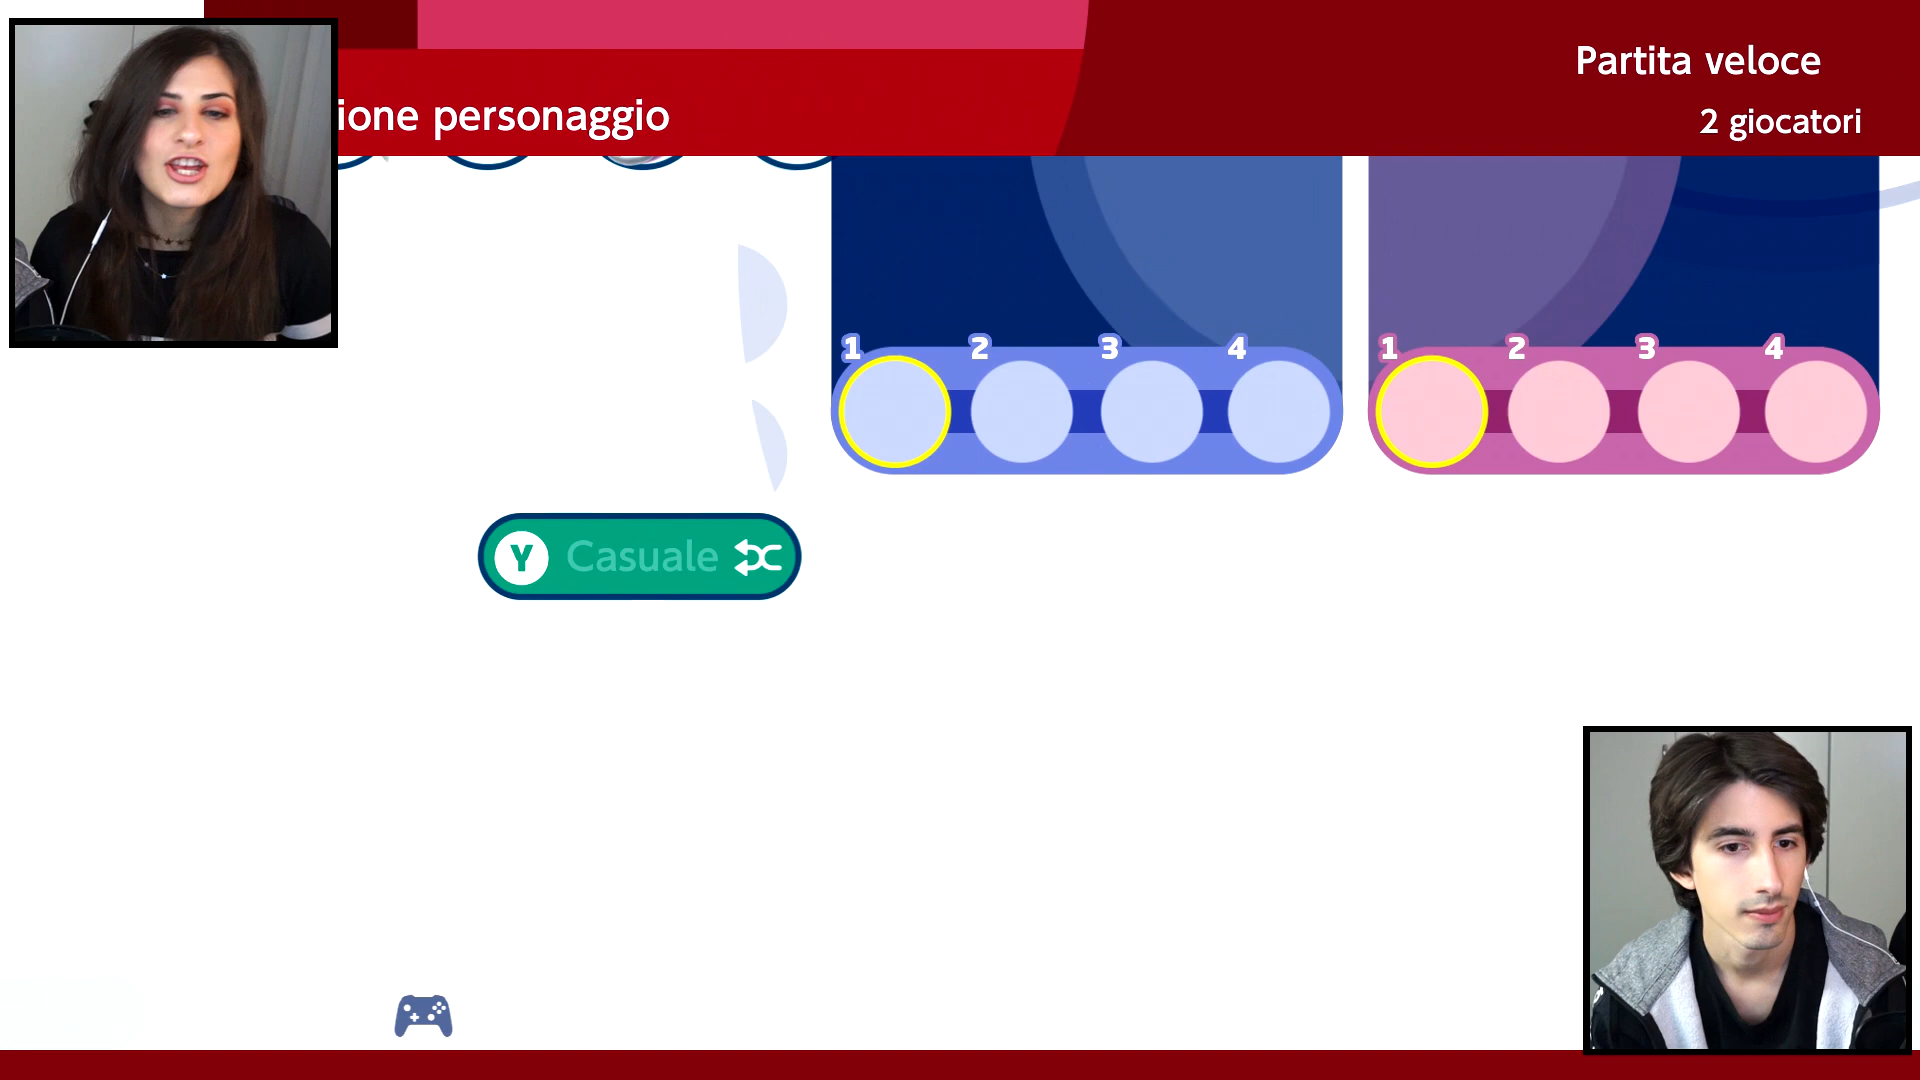 Partita veloce
ione personaggio
2 giocatori
1 2 3 4
1 2 3 4
Y Casuale